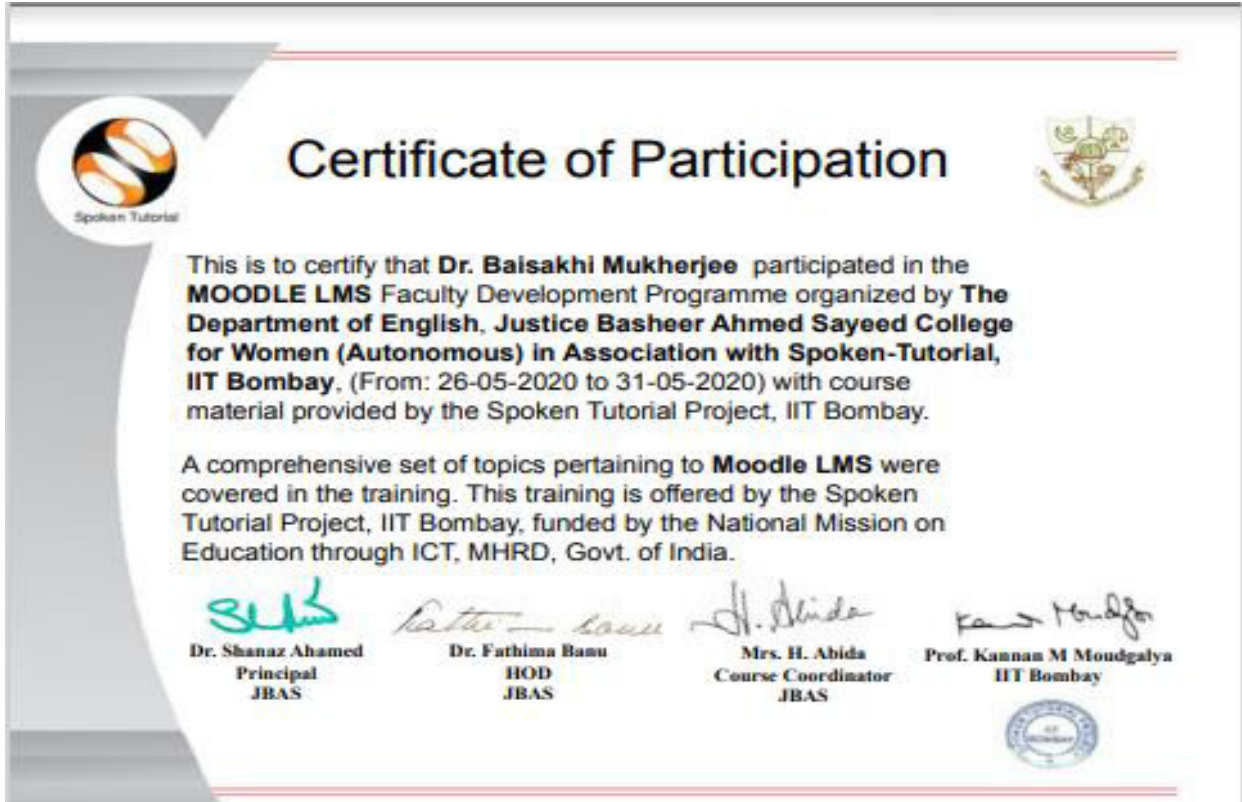 Certificate of Participation
Spoken Tutorial
This is to certify that Dr. Baisakhi Mukherjee participated in the
MOODLE LMS Faculty Development Programme organized by The
Department of English, Justice Basheer Ahmed Sayeed College
for Women (Autonomous) in Association with Spoken-Tutorial,
IIT Bombay, (From: 26-05-2020 to 31-05-2020) with course
material provided by the Spoken Tutorial Project, IIT Bombay.
A comprehensive set of topics pertaining to Moodle LMS were
covered in the training. This training is offered by the Spoken
Tutorial Project, IIT Bombay, funded by the National Mission on
Education through ICT, MHRD, Govt. of India.
H. Abida
Dr. Shanaz Ahamed
Principal
JBAS
Dr. Fathima Banu
HOD
JBAS
Mrs. H. Abida
Course Coordinator
JBAS
Prof. Kannan M Moudgalya
IIT Bombay